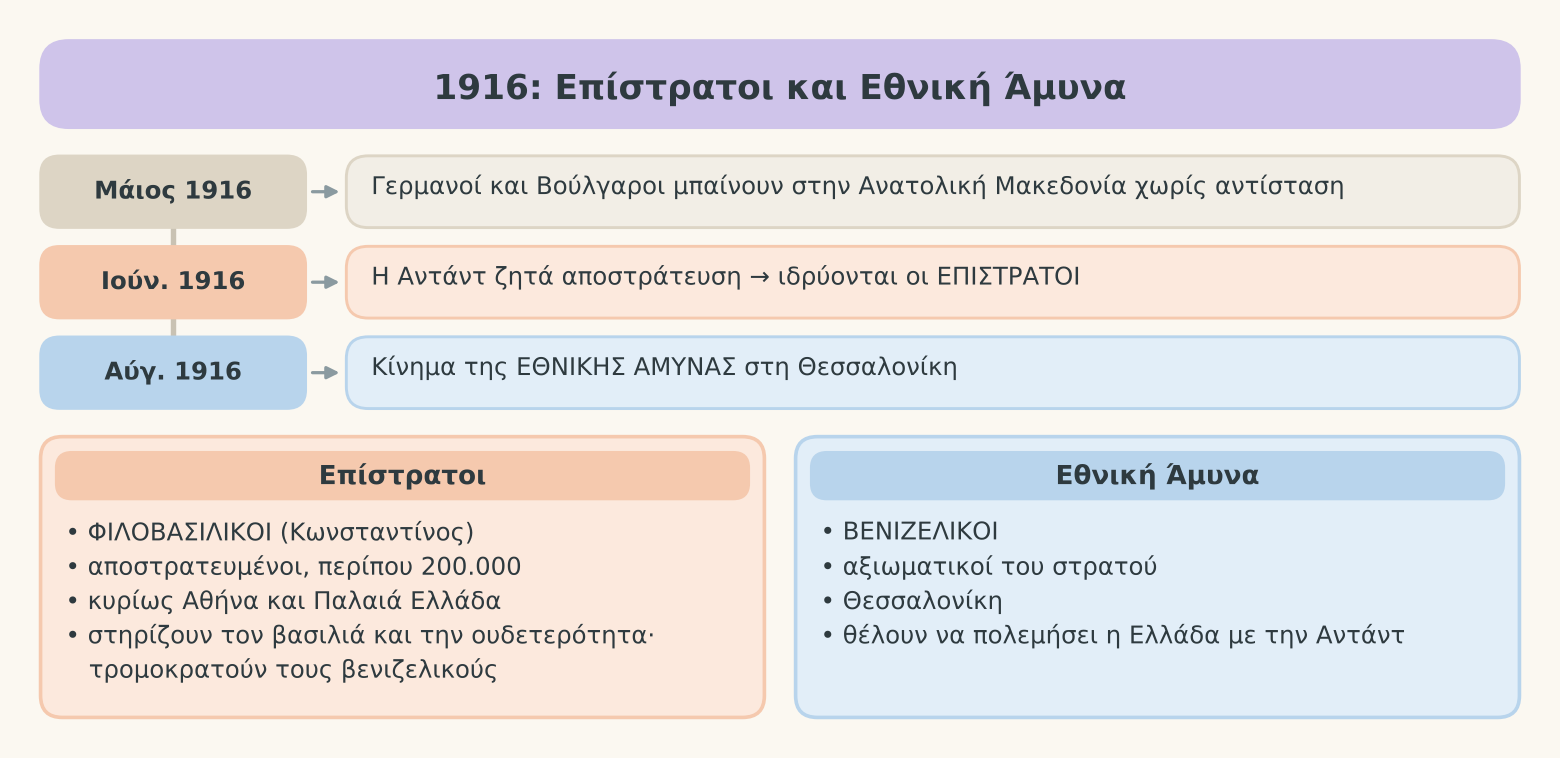 1916: Επίστρατοι και Εθνική Άμυνα
Μάιος 1916
Γερμανοί και Βούλγαροι μπαίνουν στην Ανατολική Μακεδονία χωρίς αντίσταση
Ιούν. 1916
Η Αντάντ ζητά αποστράτευση → ιδρύονται οι ΕΠΙΣΤΡΑΤΟΙ
Αύγ. 1916
Κίνημα της ΕΘΝΙΚΗΣ ΑΜΥΝΑΣ στη Θεσσαλονίκη
Επίστρατοι
• ΦΙΛΟΒΑΣΙΛΙΚΟΙ (Κωνσταντίνος)
• αποστρατευμένοι, περίπου 200.000
• κυρίως Αθήνα και Παλαιά Ελλάδα
• στηρίζουν τον βασιλιά και την ουδετερότητα·
τρομοκρατούν τους βενιζελικούς
Εθνική Άμυνα
• ΒΕΝΙΖΕΛΙΚΟΙ
• αξιωματικοί του στρατού
• Θεσσαλονίκη
• θέλουν να πολεμήσει η Ελλάδα με την Αντάντ